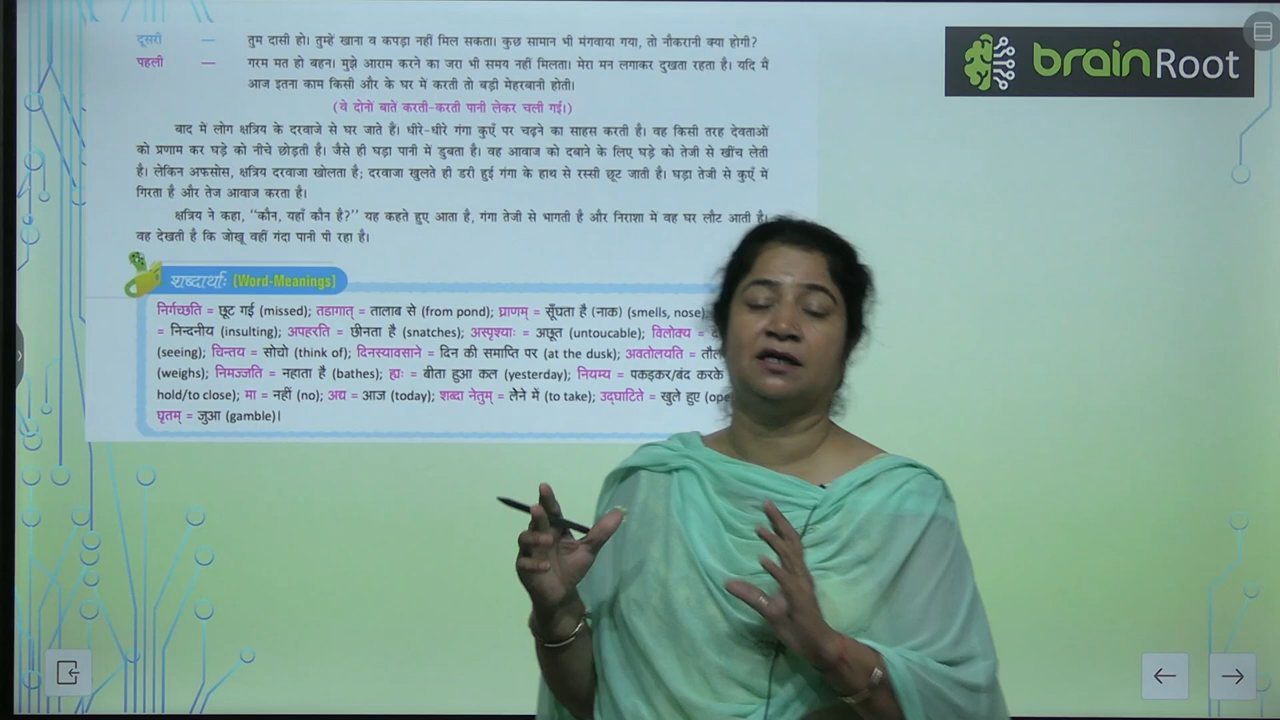 दूसरी — तुम दासी हो। तुम्हें खाना व कपड़ा नहीं मिल सकता। कुछ सामान भी मंगवाया गया, तो नौकरानी क्या होगी?
पहली — गरम मत हो बहन। मुझे आराम करने का जरा भी समय नहीं मिलता। मेरा मन लगाकर दुखता रहता है। यदि मैं
आज इतना काम किसी और के घर में करती तो बड़ी मेहरबानी होती।
(वे दोनों बातें करती-करती पानी लेकर चली गईं।)
बाद में लोग क्षत्रिय के दरवाजे से घर जाते हैं। धीरे-धीरे गंगा कुएँ पर चढ़ने का साहस करती है। वह किसी तरह देवताओं
को प्रणाम कर घड़े को नीचे छोड़ती है। जैसे ही घड़ा पानी में डुबता है। वह आवाज को दबाने के लिए घड़े को तेजी से खींच लेती
है। लेकिन अफसोस, क्षत्रिय दरवाजा खोलता है; दरवाजा खुलते ही डरी हुई गंगा के हाथ से रस्सी छूट जाती है। घड़ा तेजी से कुएँ में
गिरता है और तेज आवाज करता है।
क्षत्रिय ने कहा, “कौन, यहाँ कौन है?” यह कहते हुए आता है, गंगा तेजी से भागती है और निराशा में वह घर लौट आती है।
वह देखती है कि जोखू वहीं गंदा पानी पी रहा है।
शब्दार्थाः [Word-Meanings]
निर्गच्छति = छूट गई (missed); तडागात् = तालाब से (from pond); घ्राणम् = सूँघता है (नाक) (smells, nose);
= निन्दनीय (insulting); अपहरति = छीनता है (snatches); अस्पृश्याः = अछूत (untoucable); विलोक्य =
(seeing); चिन्तय = सोचो (think of); दिनस्यावसाने = दिन की समाप्ति पर (at the dusk); अवतोलयति =
(weighs); निमज्जति = नहाता है (bathes); ह्यः = बीता हुआ कल (yesterday); नियम्य = पकड़कर/बंद करके
hold/to close); मा = नहीं (no); अद्य = आज (today); शब्दा नेतुम् = लेने में (to take); उद्घाटिते = खुले हुए
घृतम् = जुआ (gamble)।
brainRoot